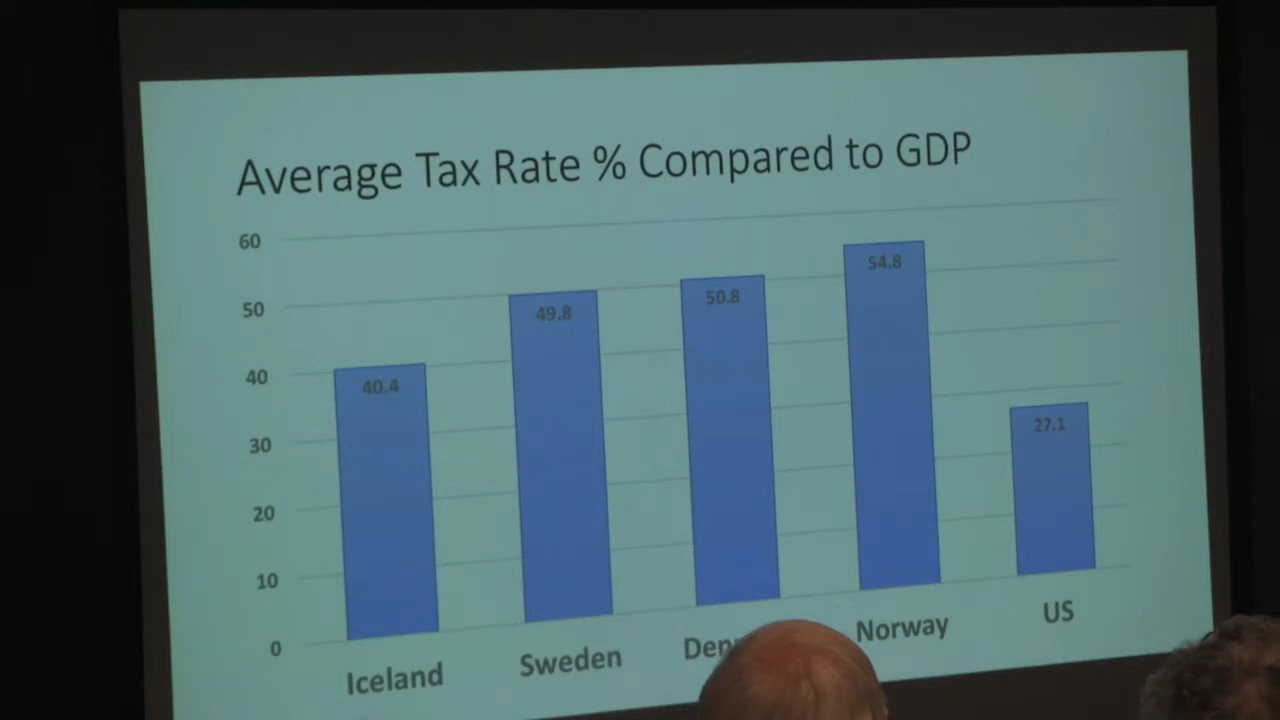 Average Tax Rate % Compared to GDP
60
50
40
30
20
10
0
40.4
49.8
50.8
54.8
27.1
Iceland
Sweden
Norway
US